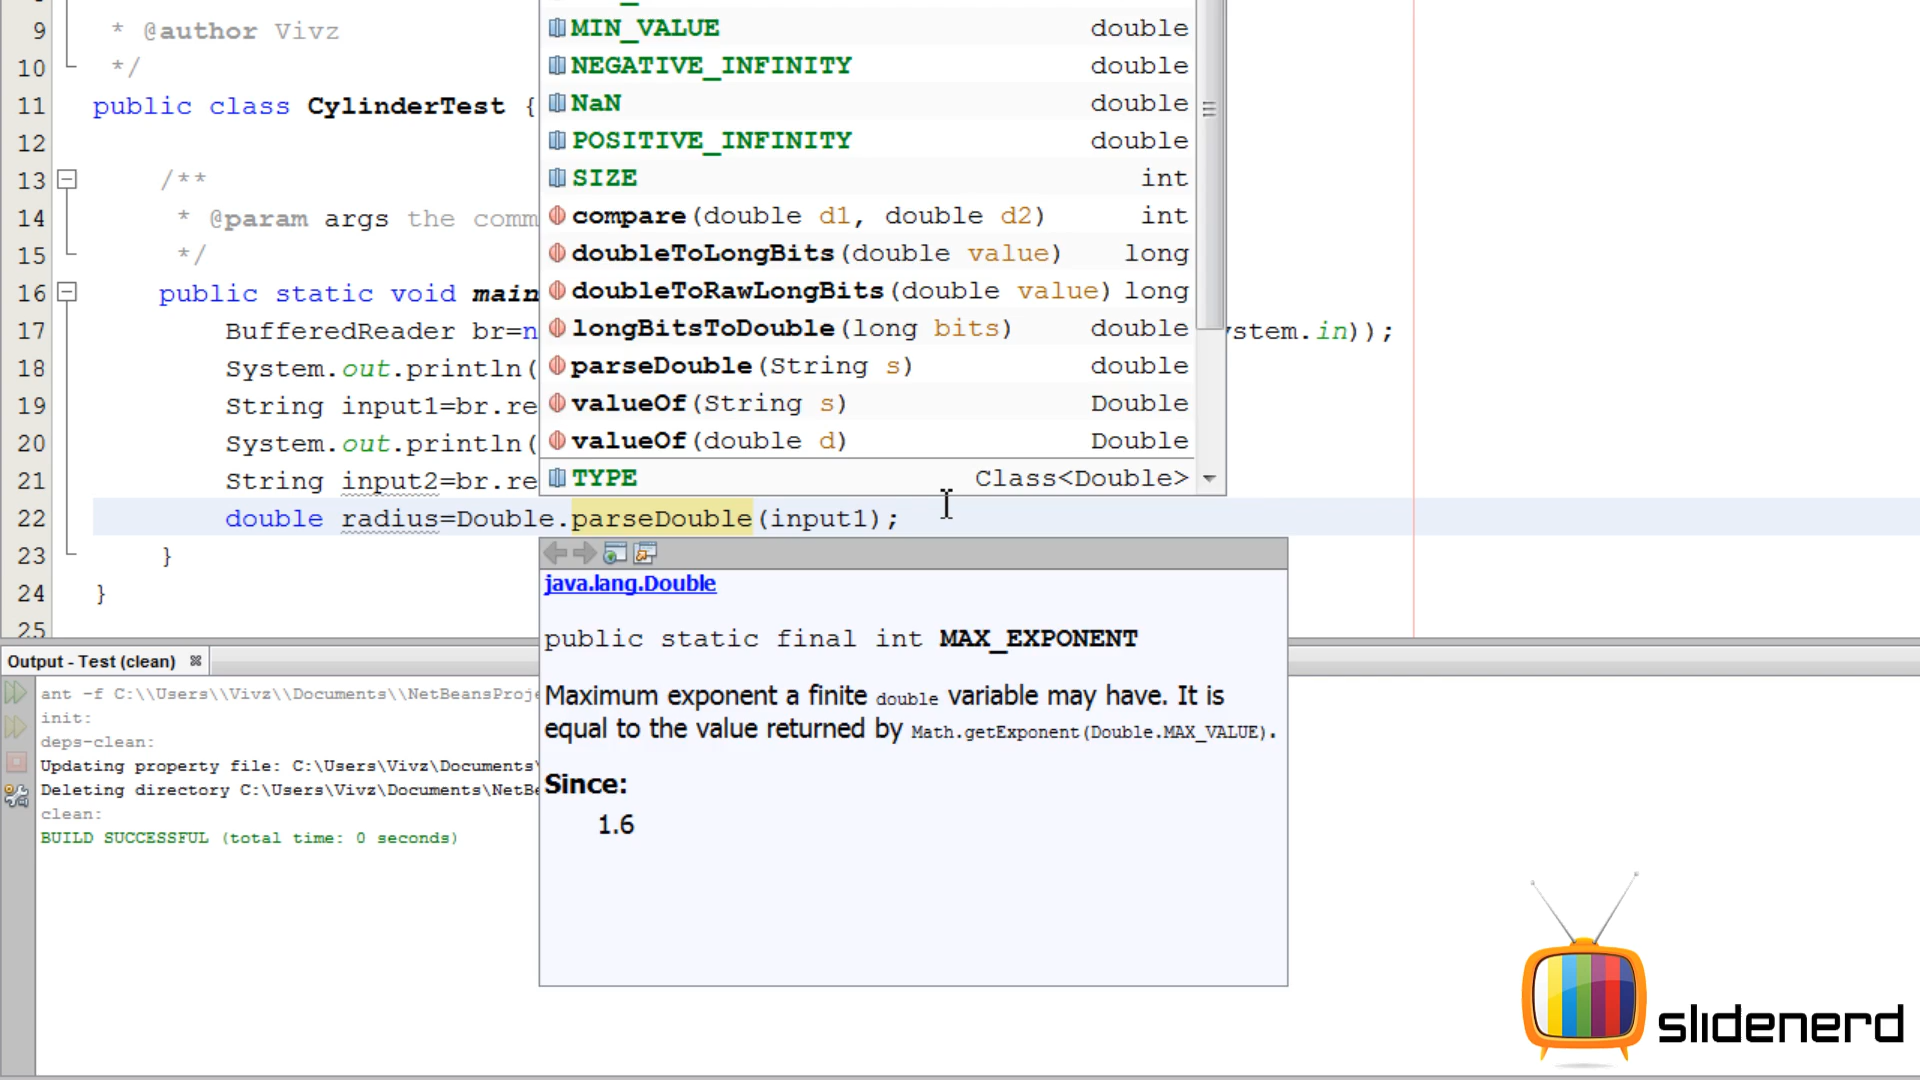 9 * @author Vivz
10 */
11 public class CylinderTest {
12
13 /**
14 * @param args the comm
15 */
16 public static void main
17 BufferedReader br=n ystem.in));
18 System.out.println(
19 String input1=br.re
20 System.out.println(
21 String input2=br.re
22 double radius=Double.parseDouble(input1);
23 }
24 }
25
MIN_VALUE double
NEGATIVE_INFINITY double
NaN double
POSITIVE_INFINITY double
SIZE int
compare(double d1, double d2) int
doubleToLongBits(double value) long
doubleToRawLongBits(double value) long
longBitsToDouble(long bits) double
parseDouble(String s) double
valueOf(String s) Double
valueOf(double d) Double
TYPE Class<Double>
java.lang.Double
public static final int MAX_EXPONENT
Maximum exponent a finite double variable may have. It is
equal to the value returned by Math.getExponent(Double.MAX_VALUE).
Since:
1.6
Output - Test (clean)
ant -f C:\\Users\\Vivz\\Documents\\NetBeansProje
init:
deps-clean:
Updating property file: C:\Users\Vivz\Documents\
Deleting directory C:\Users\Vivz\Documents\NetBe
clean:
BUILD SUCCESSFUL (total time: 0 seconds)
slidenerd